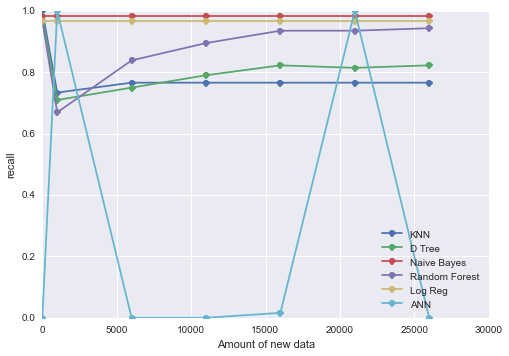 1.0
0.8
0.6
0.4
0.2
0.0
recall
0
5000
10000
15000
20000
25000
30000
Amount of new data
KNN
D Tree
Naive Bayes
Random Forest
Log Reg
ANN